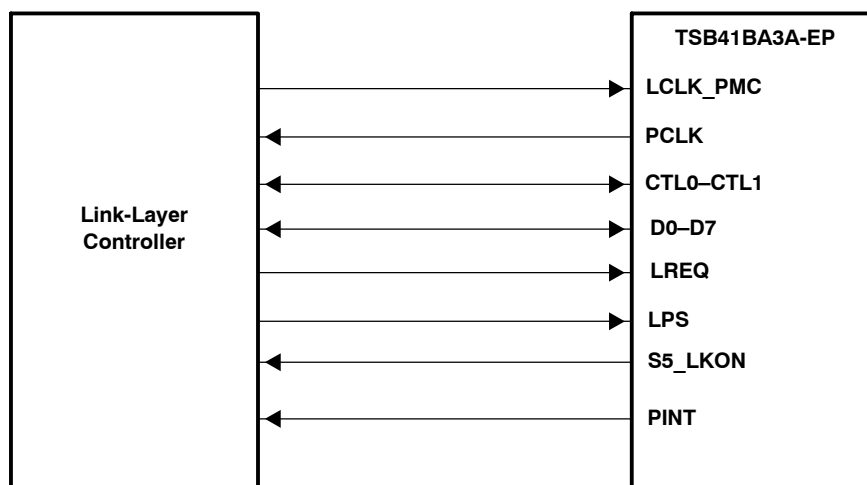 TSB41BA3A-EP
LCLK_PMC
PCLK
CTL0–CTL1
Link-Layer
Controller
D0–D7
LREQ
LPS
S5_LKON
PINT